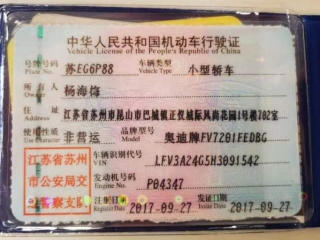 中华人民共和国机动车行驶证
Vehicle License of the People's Republic of China
号牌号码 苏EG6P88 车辆类型 小型轿车
Plate No. Vehicle Type
所有人 杨海饰
Owner
住址 江苏省苏州市昆山市巴城镇正仪城际风尚花园1号楼702室
Address
使用性质 非营运 品牌型号 奥迪牌FV7201FEDBG
江苏省苏州 车辆识别代号 LFV3A24G5H3091542
VIN
市公安局交 发动机号码 P04347
Engine No.
通警察支队 注册日期 2017-09-27 发证日期 2017-09-27
Register Date Issue Date